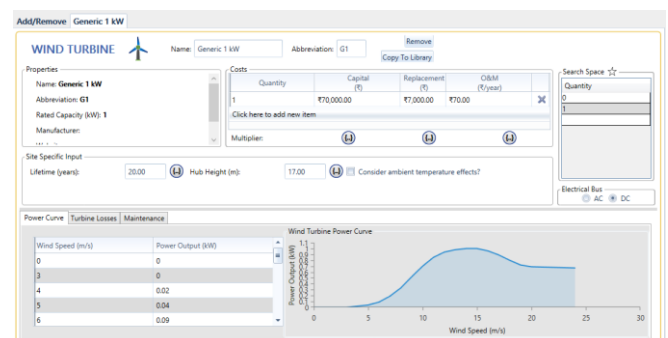 Add/Remove Generic 1 kW
WIND TURBINE
Name: Generic 1 kW
Abbreviation: G1
Remove
Copy To Library
Properties
Name: Generic 1 kW
Abbreviation: G1
Rated Capacity (kW): 1
Manufacturer:
Costs
Quantity Capital (₹) Replacement (₹) O&M (₹/year)
1 ₹70,000.00 ₹7,000.00 ₹70.00
Click here to add new item
Multiplier: (..) (..) (..)
Search Space
Quantity
0
1
Site Specific Input
Lifetime (years): 20.00 (..) Hub Height (m): 17.00 (..) Consider ambient temperature effects?
Electrical Bus
AC DC
Power Curve Turbine Losses Maintenance
Wind Speed (m/s) Power Output (kW)
0 0
3 0
4 0.02
5 0.04
6 0.09
Wind Turbine Power Curve
Power Output (kW)
1.1
1
0 5 10 15 20 25 30
Wind Speed (m/s)